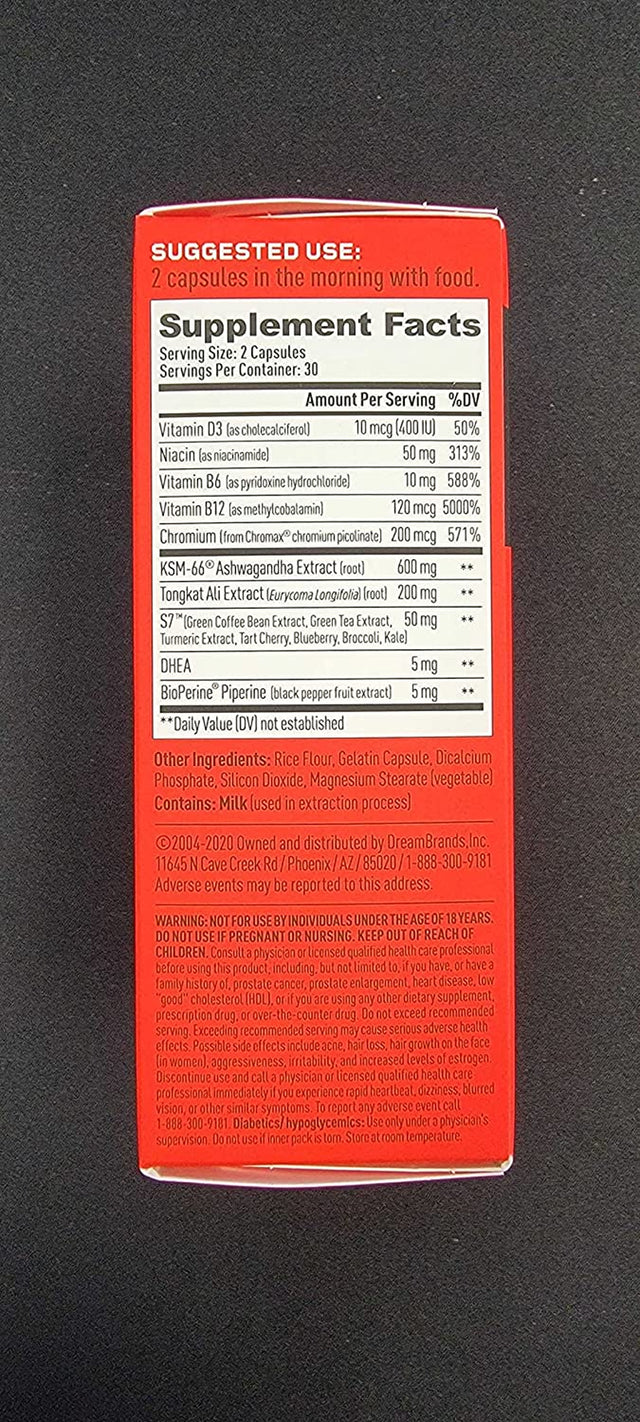 SUGGESTED USE:
2 capsules in the morning with food.
Supplement Facts
Serving Size: 2 Capsules
Servings Per Container: 30
Amount Per Serving %DV
Vitamin D3 (as cholecalciferol) 10 mcg (400 IU) 50%
Niacin (as niacinamide) 50 mg 313%
Vitamin B6 (as pyridoxine hydrochloride) 10 mg 588%
Vitamin B12 (as methylcobalamin) 120 mcg 5000%
Chromium (from Chromax® chromium picolinate) 200 mcg 571%
KSM-66® Ashwagandha Extract (root) 600 mg **
Tongkat Ali Extract (Eurycoma Longifolia) (root) 200 mg **
S7™ (Green Coffee Bean Extract, Green Tea Extract, 50 mg **
Turmeric Extract, Tart Cherry, Blueberry, Broccoli, Kale)
DHEA 5 mg **
BioPerine® Piperine (black pepper fruit extract) 5 mg **
**Daily Value (DV) not established
Other Ingredients: Rice Flour, Gelatin Capsule, Dicalcium
Phosphate, Silicon Dioxide, Magnesium Stearate (vegetable)
Contains: Milk (used in extraction process)
©2004-2020 Owned and distributed by DreamBrands,Inc.
11645 N Cave Creek Rd / Phoenix / AZ / 85020 / 1-888-300-9181
Adverse events may be reported to this address.
WARNING: NOT FOR USE BY INDIVIDUALS UNDER THE AGE OF 18 YEARS.
DO NOT USE IF PREGNANT OR NURSING. KEEP OUT OF REACH OF
CHILDREN. Consult a physician or licensed qualified health care professional
before using this product, including, but not limited to, if you have, or have a
family history of, prostate cancer, prostate enlargement, heart disease, low
"good" cholesterol (HDL), or if you are using any other dietary supplement,
prescription drug, or over-the-counter drug. Do not exceed recommended
serving. Exceeding recommended serving may cause serious adverse health
effects. Possible side effects include acne, hair loss, hair growth on the face
(in women), aggressiveness, irritability, and increased levels of estrogen.
Discontinue use and call a physician or licensed qualified health care
professional immediately if you experience rapid heartbeat, dizziness, blurred
vision, or other similar symptoms. To report any adverse event call
1-888-300-9181. Diabetics/hypoglycemics: Use only under a physician's
supervision. Do not use if inner pack is torn. Store at room temperature.